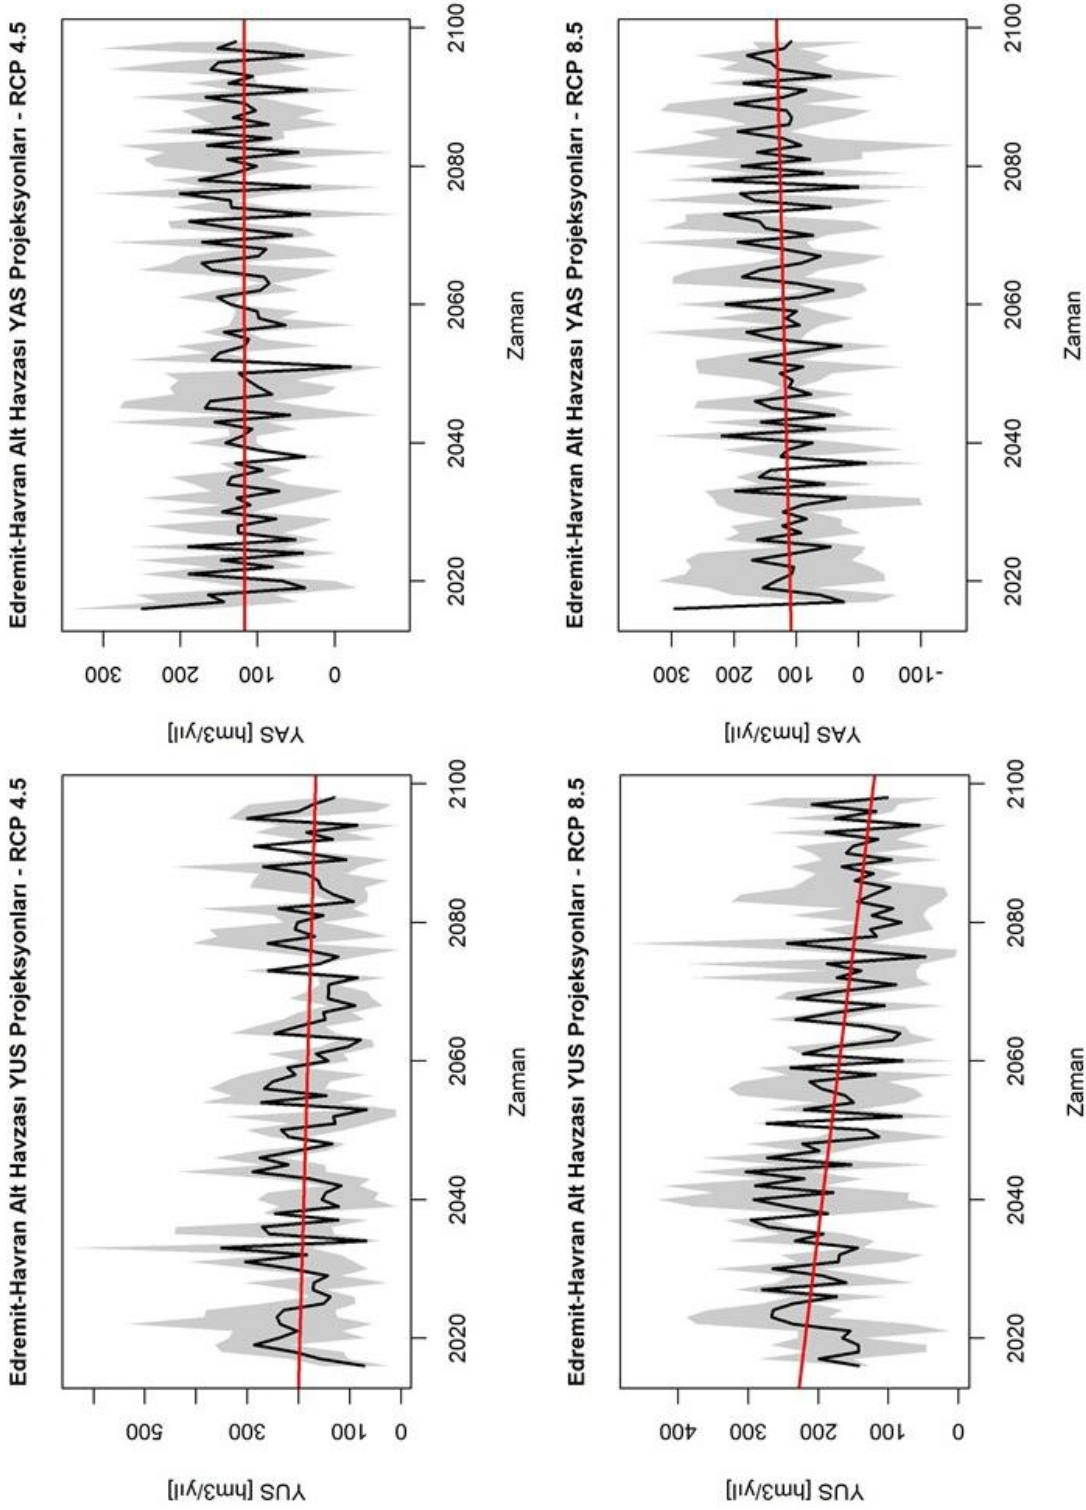 Edremit-Havran Alt Havzası YUS Projeksyonları - RCP 4.5
YUS [hm3/yıl]
500
300
100
0
2020 2040 2060 2080 2100
Zaman
Edremit-Havran Alt Havzası YAS Projeksyonları - RCP 4.5
YAS [hm3/yıl]
300
200
100
0
2020 2040 2060 2080 2100
Zaman
Edremit-Havran Alt Havzası YUS Projeksyonları - RCP 8.5
YUS [hm3/yıl]
400
300
200
100
0
2020 2040 2060 2080 2100
Zaman
Edremit-Havran Alt Havzası YAS Projeksyonları - RCP 8.5
YAS [hm3/yıl]
300
200
100
0
-100
2020 2040 2060 2080 2100
Zaman